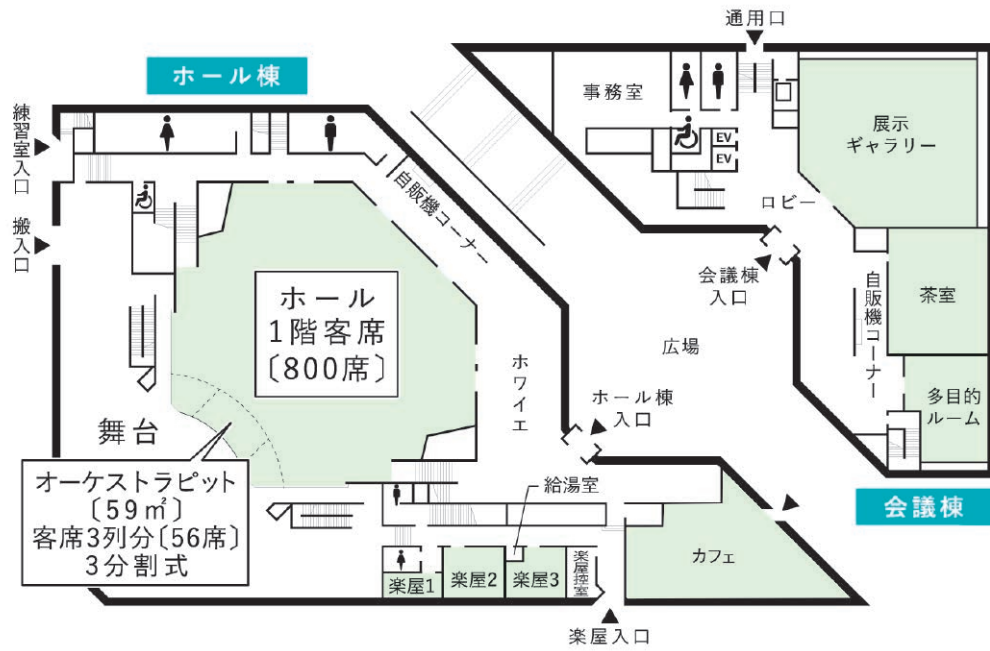 通用口
ホール棟
事務室
練習室入口
展示
ギャラリー
EV
EV
自販機コーナー
ロビー
搬入口
会議棟
入口
ホール
1階客席
〔800席〕
自販機コーナー
茶室
広場
ホワイエ
多目的
ルーム
ホール棟
入口
舞台
オーケストラピット
〔59㎡〕
客席3列分〔56席〕
3分割式
給湯室
会議棟
カフェ
楽屋1
楽屋2
楽屋3
楽屋控室
楽屋入口